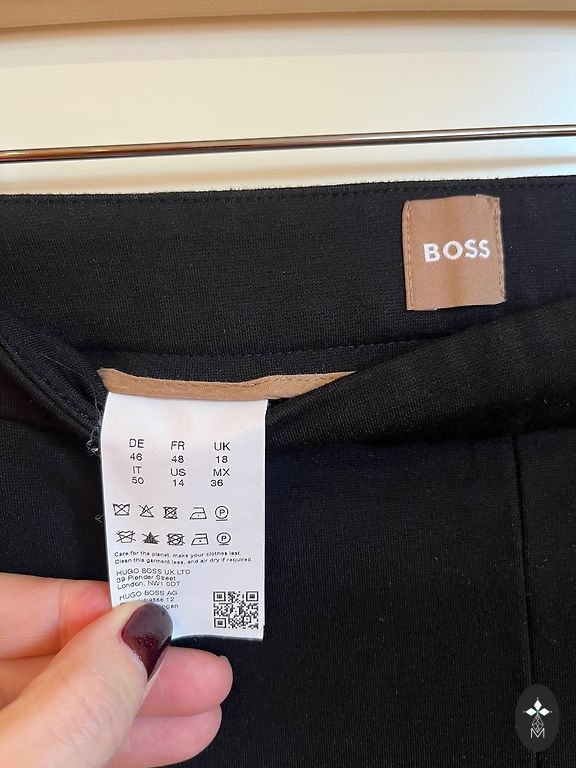 BOSS
DE FR UK
46 48 18
IT US MX
50 14 36
Care for the planet: make your clothes last.
Clean this garment less, and air dry if required.
HUGO BOSS UK LTD
39 Plender Street
London, NW1 0DT
HUGO BOSS AG
12
M